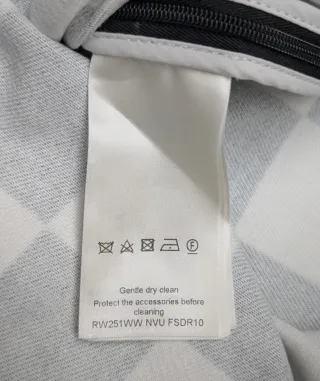 Gentle dry clean
Protect the accessories before
cleaning
RW251WW NVU FSDR10